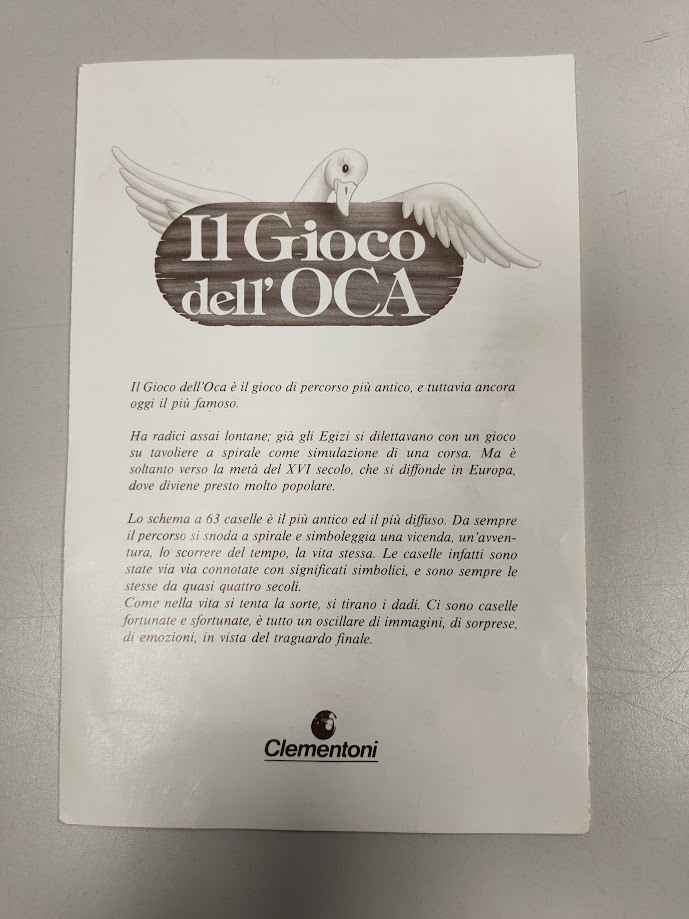 Il Gioco
dell'OCA
Il Gioco dell'Oca è il gioco di percorso più antico, e tuttavia ancora
oggi il più famoso.
Ha radici assai lontane; già gli Egizi si dilettavano con un gioco
su tavoliere a spirale come simulazione di una corsa. Ma è
soltanto verso la metà del XVI secolo, che si diffonde in Europa,
dove diviene presto molto popolare.
Lo schema a 63 caselle è il più antico ed il più diffuso. Da sempre
il percorso si snoda a spirale e simboleggia una vicenda, un'avven-
tura, lo scorrere del tempo, la vita stessa. Le caselle infatti sono
state via via connotate con significati simbolici, e sono sempre le
stesse da quasi quattro secoli.
Come nella vita si tenta la sorte, si tirano i dadi. Ci sono caselle
fortunate e sfortunate, è tutto un oscillare di immagini, di sorprese,
di emozioni, in vista del traguardo finale.
Clementoni